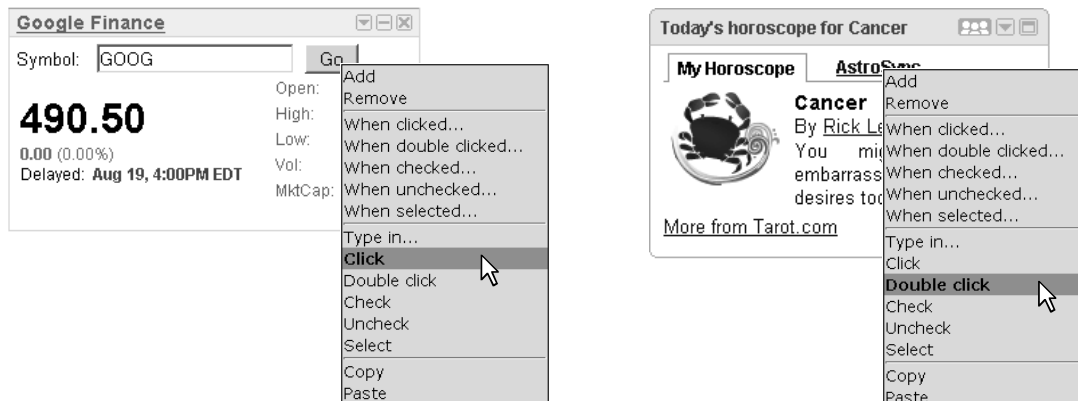 Google Finance
Symbol: GOOG Go
490.50
0.00 (0.00%)
Delayed: Aug 19, 4:00PM EDT
Open:
High:
Low:
Vol:
MktCap:
Add
Remove
When clicked...
When double clicked...
When checked...
When unchecked...
When selected...
Type in...
Click
Double click
Check
Uncheck
Select
Copy
Paste
Today's horoscope for Cancer
My Horoscope AstroSync
Cancer
By Rick Le
You mig
embarrass
desires too
More from Tarot.com
Add
Remove
When clicked...
When double clicked...
When checked...
When unchecked...
When selected...
Type in...
Click
Double click
Check
Uncheck
Select
Copy
Paste